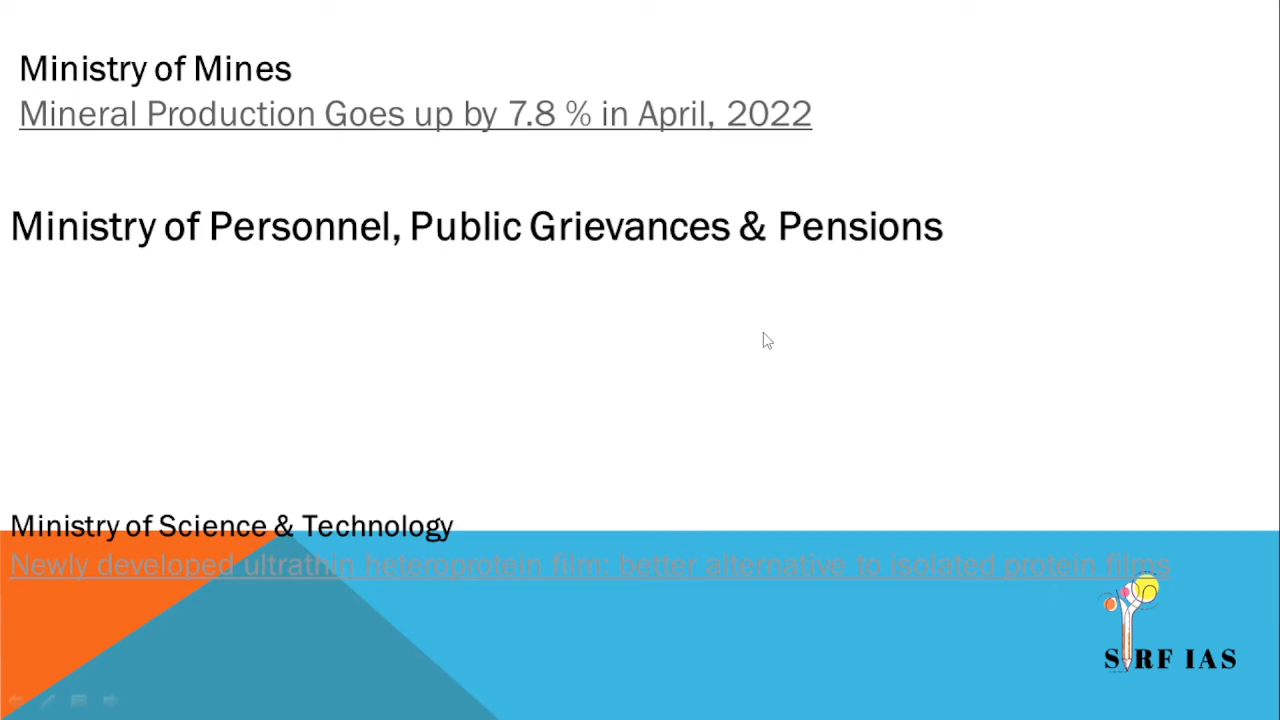 Ministry of Mines
Mineral Production Goes up by 7.8 % in April, 2022
Ministry of Personnel, Public Grievances & Pensions
Ministry of Science & Technology
Newly developed ultrathin heteroprotein film: better alternative to isolated protein films
S RF IAS